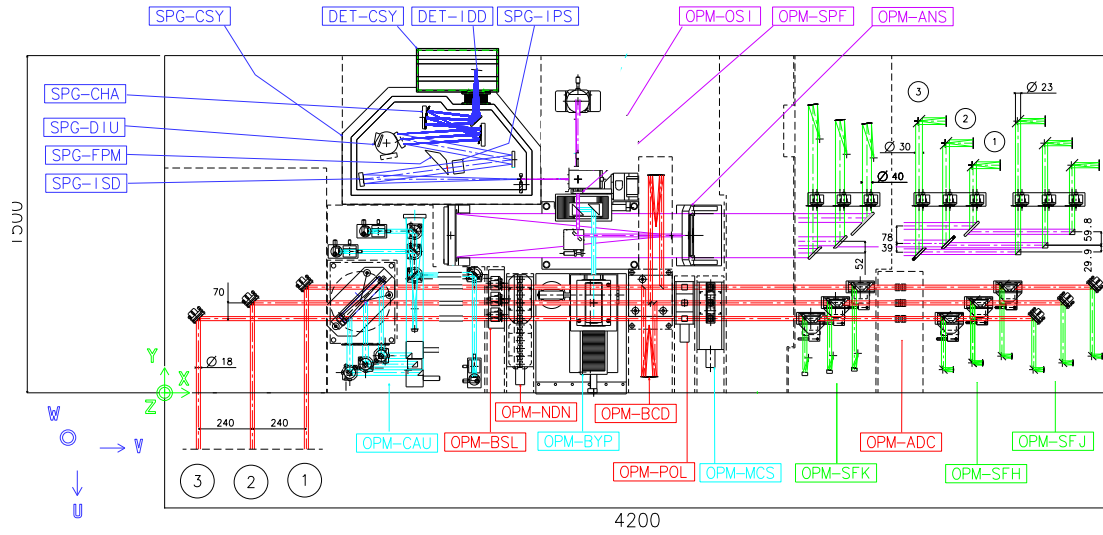 SPG-CSY
DET-CSY
DET-IDD
SPG-IPS
OPM-OSI
OPM-SPF
OPM-ANS
SPG-CHA
SPG-DIU
SPG-FPM
SPG-ISD
3
2
1
Ø 23
Ø 30
Ø 40
78
39
52
59.8
29.9
1500
70
Ø 18
Y
X
Z
240
240
W
V
U
3
2
1
OPM-CAU
OPM-BSL
OPM-NDN
OPM-BYP
OPM-BCD
OPM-POL
OPM-MCS
OPM-SFK
OPM-ADC
OPM-SFH
OPM-SFJ
4200